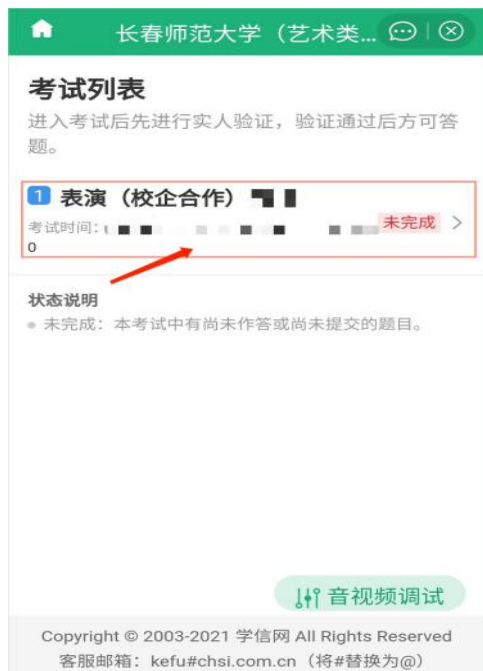 长春师范大学（艺术类...
考试列表
进入考试后先进行实人验证，验证通过后方可答
题。
1 表演（校企合作）
考试时间：
未完成
0
状态说明
未完成：本考试中有尚未作答或尚未提交的题目。
音视频调试
Copyright © 2003-2021 学信网 All Rights Reserved
客服邮箱：kefu#chsi.com.cn（将#替换为@）